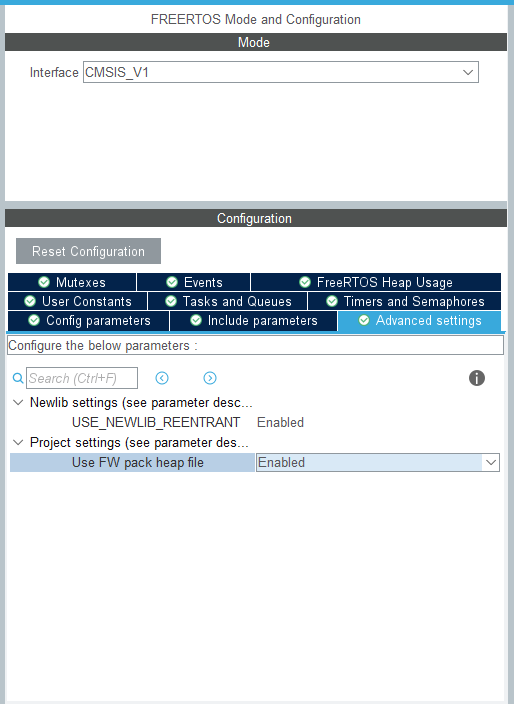 FREERTOS Mode and Configuration
Mode
Interface CMSIS_V1
Configuration
Reset Configuration
Mutexes Events FreeRTOS Heap Usage
User Constants Tasks and Queues Timers and Semaphores
Config parameters Include parameters Advanced settings
Configure the below parameters :
Search (Ctrl+F)
Newlib settings (see parameter desc...
USE_NEWLIB_REENTRANT Enabled
Project settings (see parameter des...
Use FW pack heap file Enabled